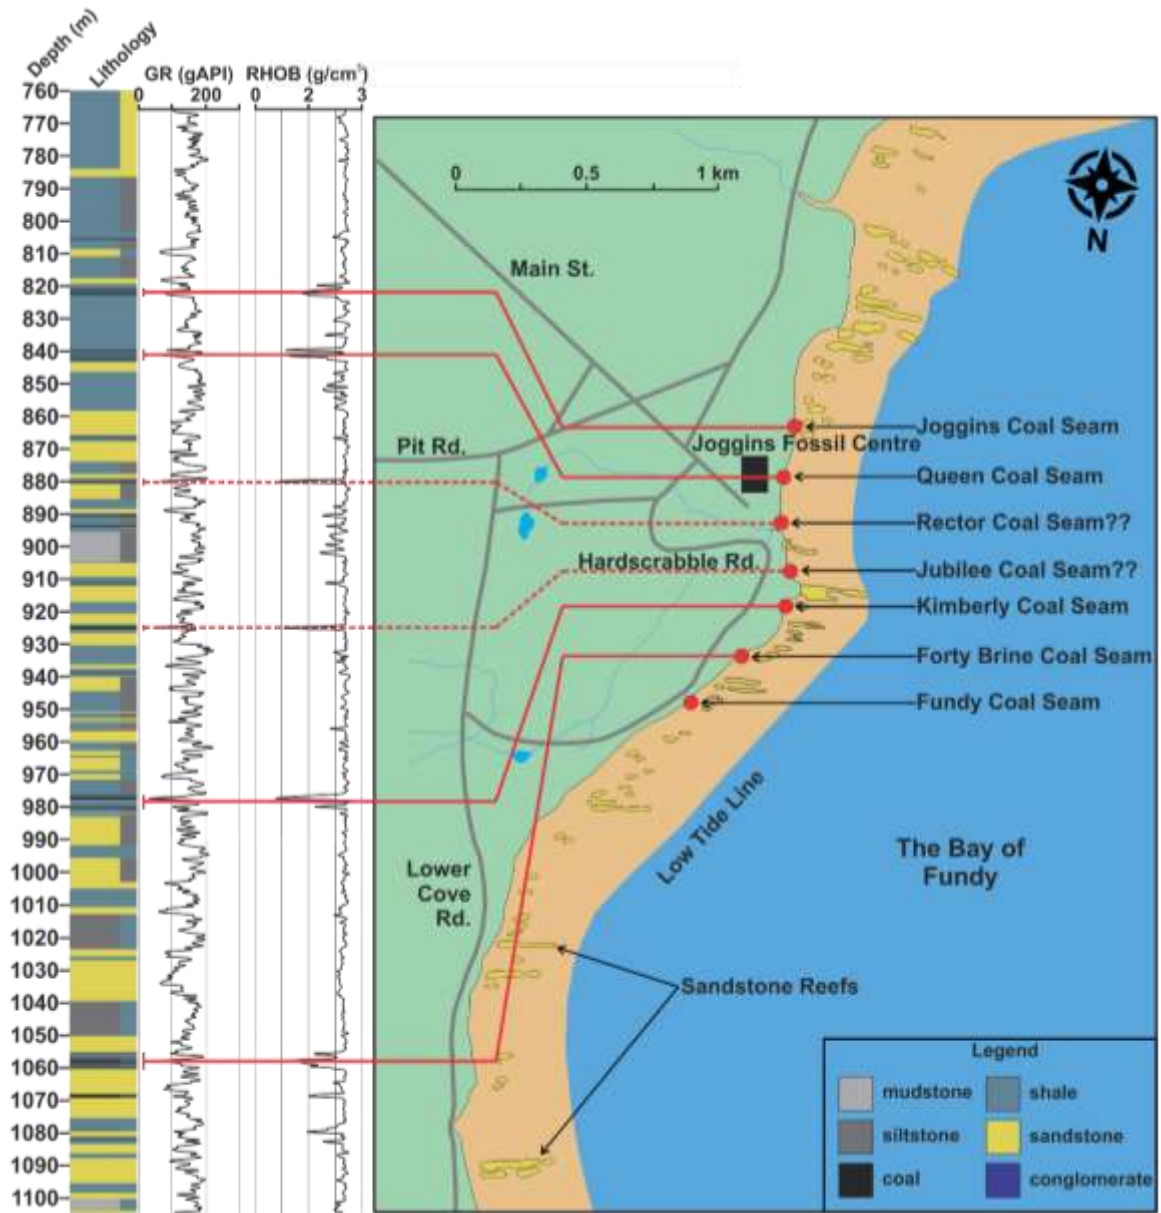 Depth (m)
Lithology
GR (gAPI)
RHOB (g/cm³)
0 200
0 2 3
760
770
780
790
800
810
820
830
840
850
860
870
880
890
900
910
920
930
940
950
960
970
980
990
1000
1010
1020
1030
1040
1050
1060
1070
1080
1090
1100
0 0.5 1 km
N
Main St.
Pit Rd.
Joggins Fossil Centre
Hardscrabble Rd.
Joggins Coal Seam
Queen Coal Seam
Rector Coal Seam??
Jubilee Coal Seam??
Kimberly Coal Seam
Forty Brine Coal Seam
Fundy Coal Seam
Low Tide Line
The Bay of
Fundy
Lower
Cove
Rd.
Sandstone Reefs
Legend
mudstone
shale
siltstone
sandstone
coal
conglomerate